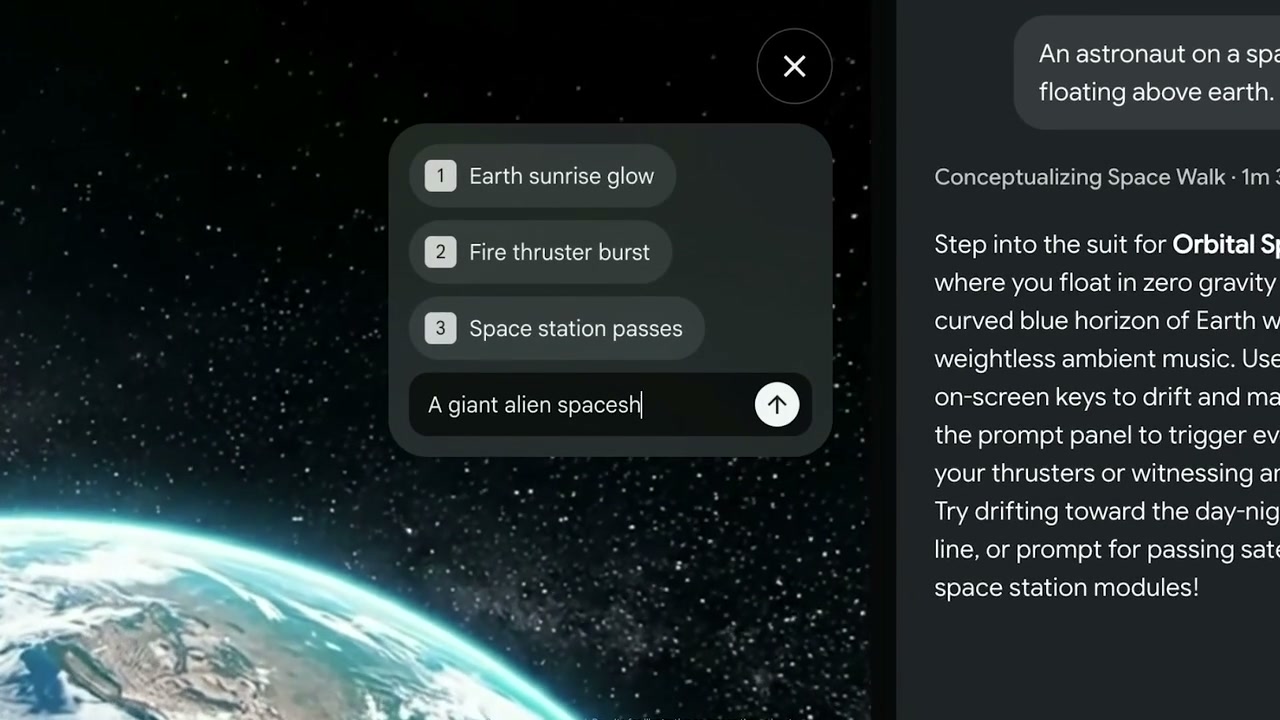 1 Earth sunrise glow
2 Fire thruster burst
3 Space station passes
A giant alien spacesh
An astronaut on a spa
floating above earth.
Conceptualizing Space Walk · 1m
Step into the suit for Orbital Sp
where you float in zero gravity
curved blue horizon of Earth w
weightless ambient music. Use
on-screen keys to drift and ma
the prompt panel to trigger ev
your thrusters or witnessing an
Try drifting toward the day-nig
line, or prompt for passing sate
space station modules!